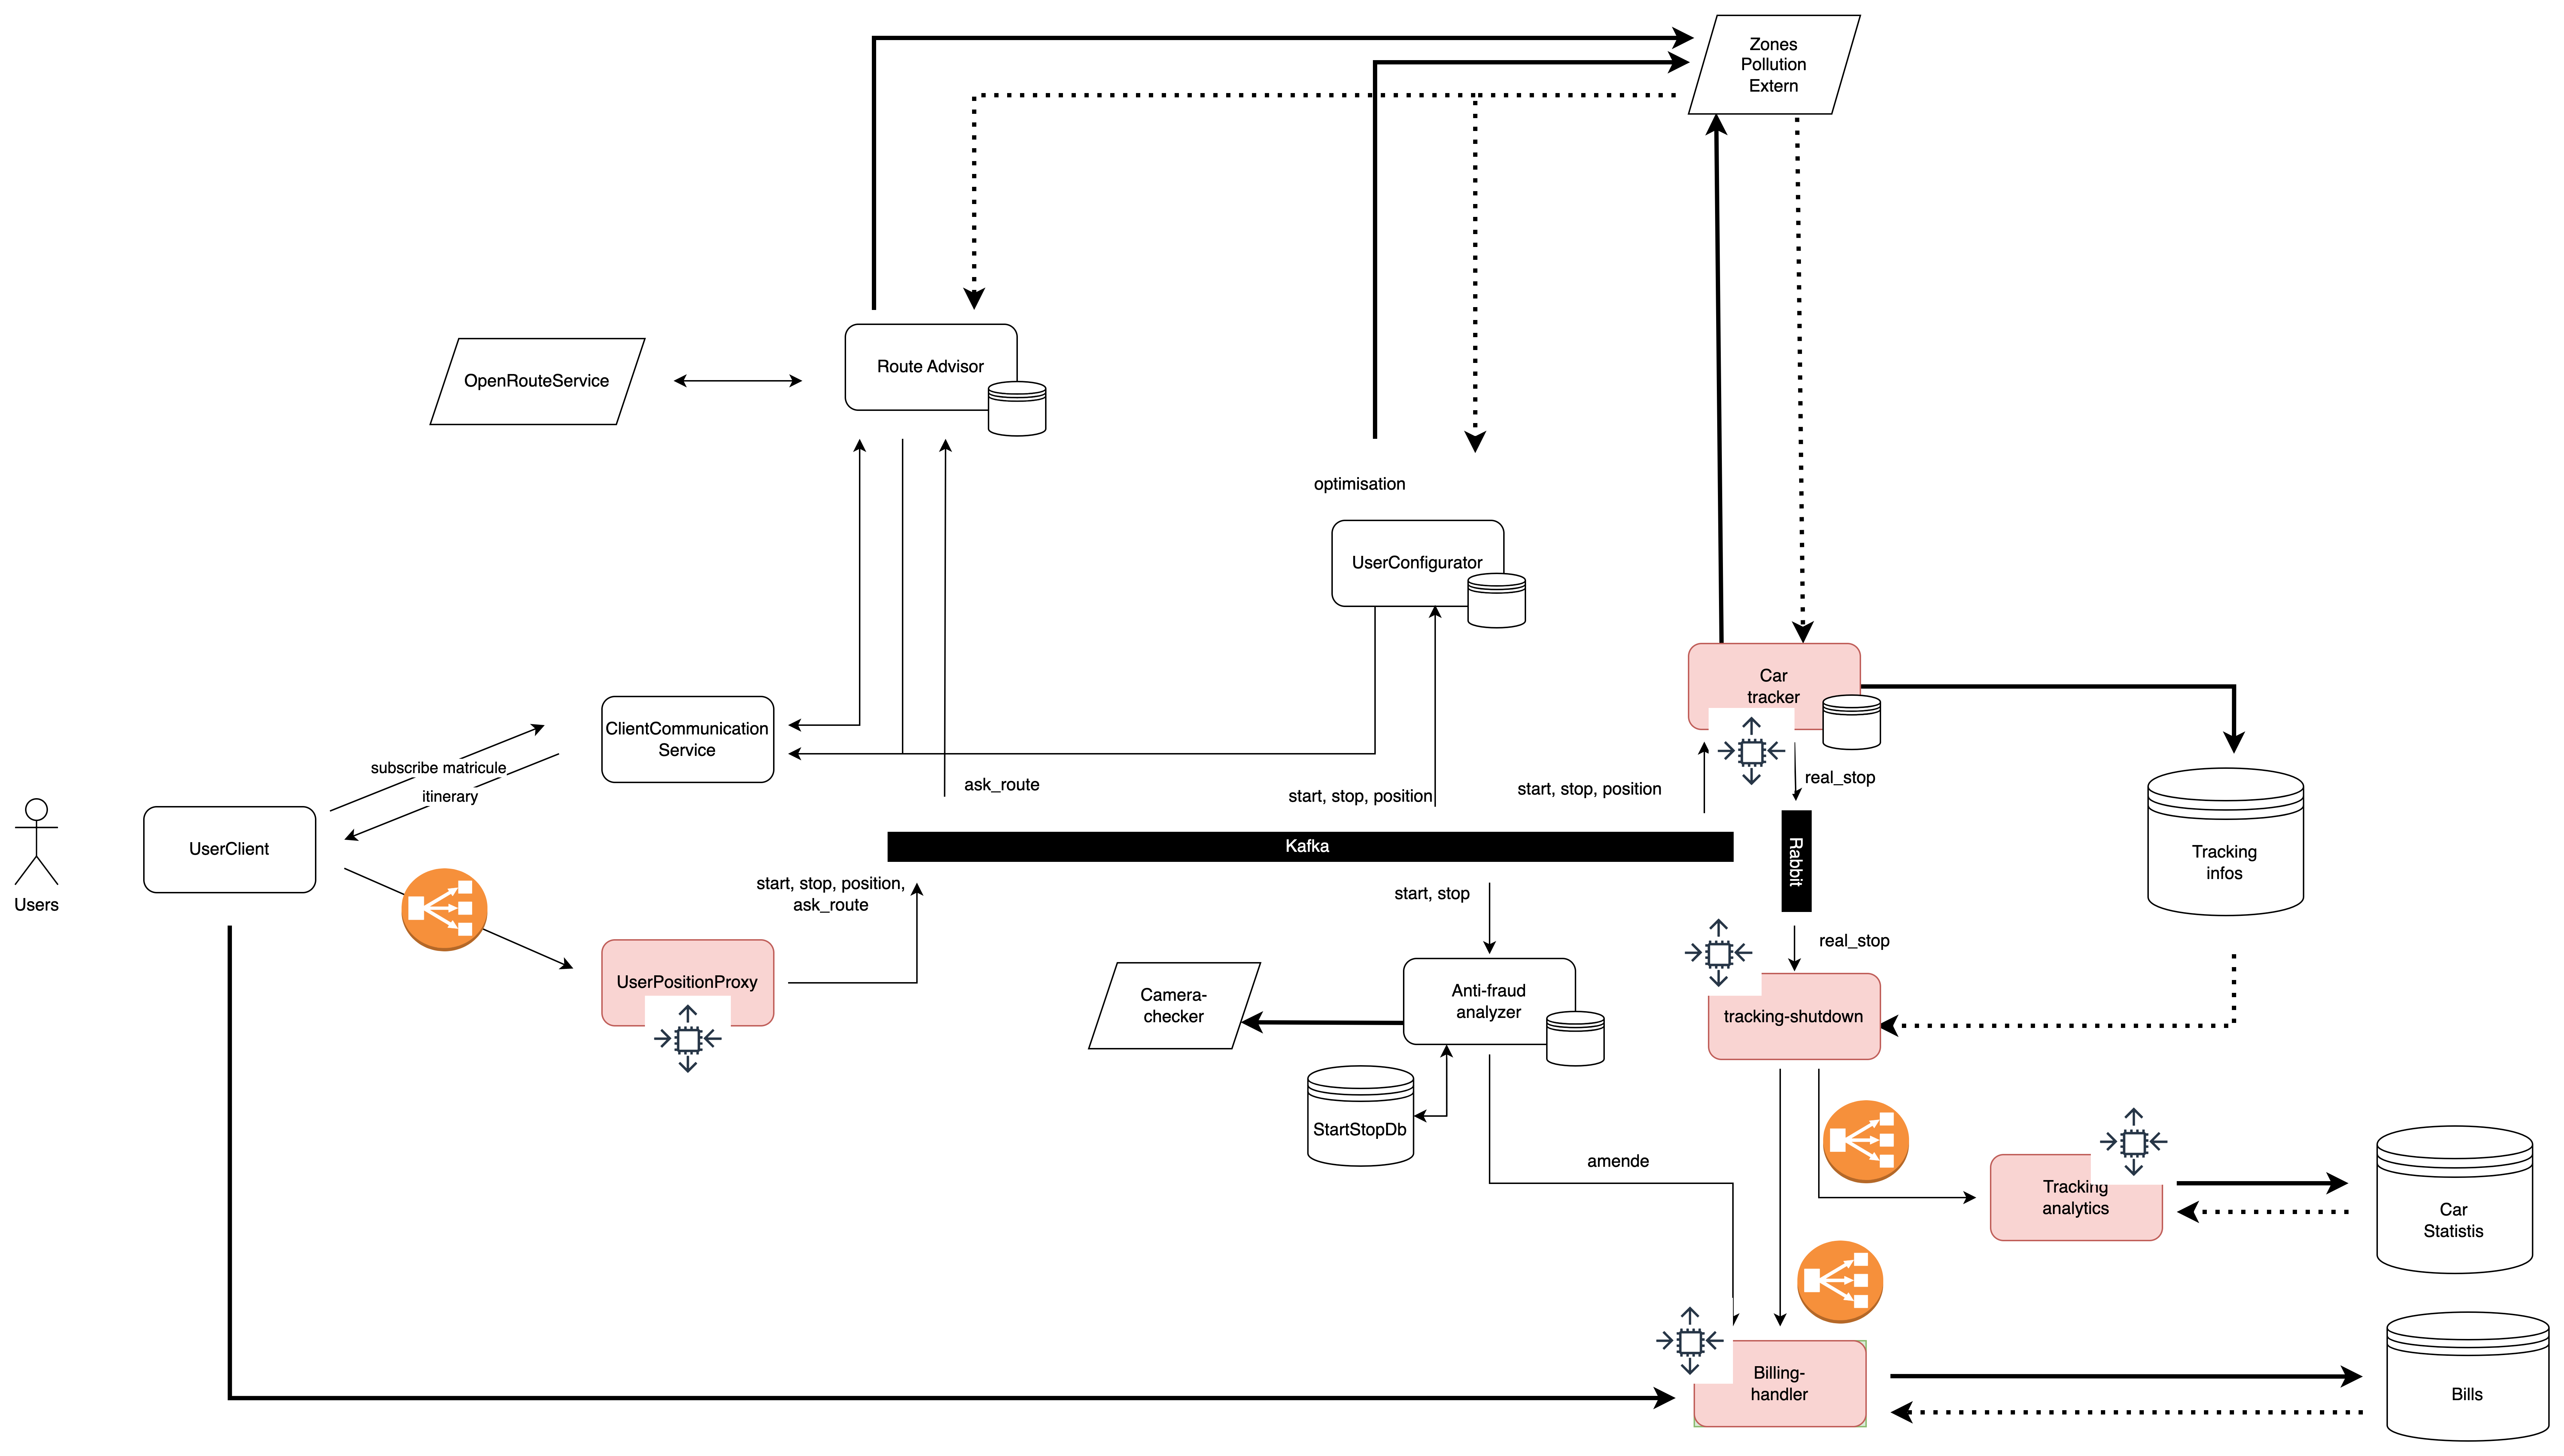 Zones
Pollution
Extern
Route Advisor
OpenRouteService
optimisation
UserConfigurator
Car
tracker
ClientCommunication
Service
subscribe matricule
itinerary
real_stop
ask_route
start, stop, position
start, stop, position
Users
UserClient
Kafka
Rabbit
Tracking
infos
start, stop, position,
ask_route
start, stop
real_stop
UserPositionProxy
Camera-
checker
Anti-fraud
analyzer
tracking-shutdown
StartStopDb
amende
Tracking
analytics
Car
Statistis
Billing-
handler
Bills